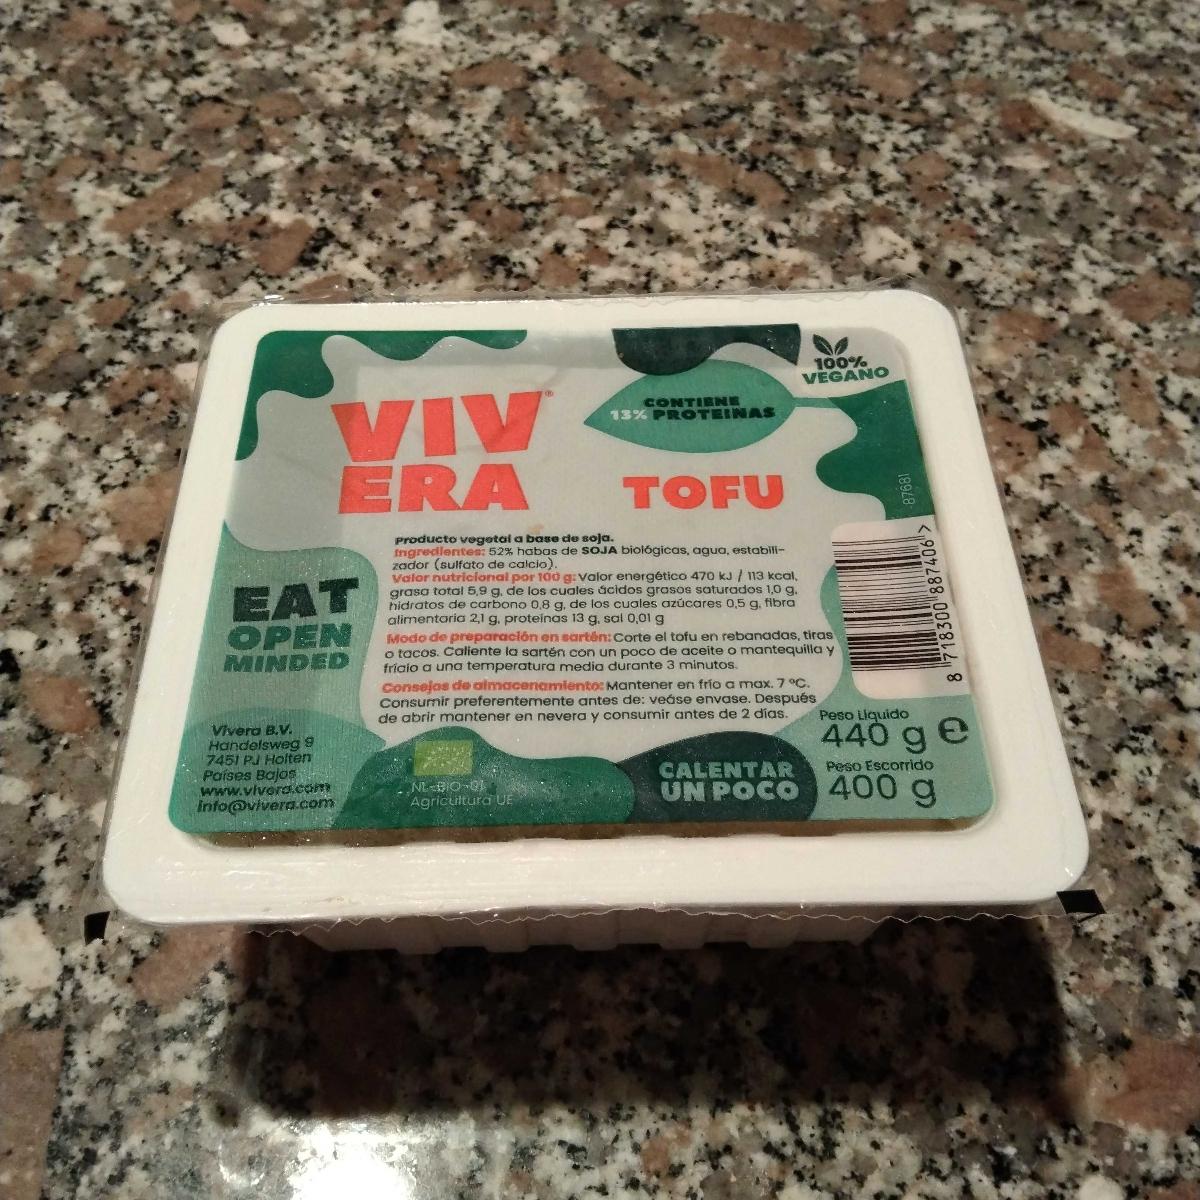 VIV
ERA®
100%
VEGANO
CONTIENE
13% PROTEINAS
TOFU
87681
Producto vegetal a base de soja.
Ingredientes: 52% habas de SOJA biológicas, agua, estabili-
zador (sulfato de calcio).
Valor nutricional por 100 g: Valor energético 470 kJ / 113 kcal,
grasa total 5,9 g, de los cuales ácidos grasos saturados 1,0 g,
hidratos de carbono 0,8 g, de los cuales azúcares 0,5 g, fibra
alimentaria 2,1 g, proteínas 13 g, sal 0,01 g
Modo de preparación en sartén: Corte el tofu en rebanadas, tiras
o tacos. Caliente la sartén con un poco de aceite o mantequilla y
fríalo a una temperatura media durante 3 minutos.
Consejos de almacenamiento: Mantener en frío a max. 7 ºC.
Consumir preferentemente antes de: veáse envase. Después
de abrir mantener en nevera y consumir antes de 2 días.
EAT
OPEN
MINDED
8 718300 887406 >
Vivera B.V.
Handelsweg 9
7451 PJ Holten
Países Bajos
www.vivera.com
info@vivera.com
NL-BIO-01
Agricultura UE
CALENTAR
UN POCO
Peso Líquido
440 g e
Peso Escorrido
400 g